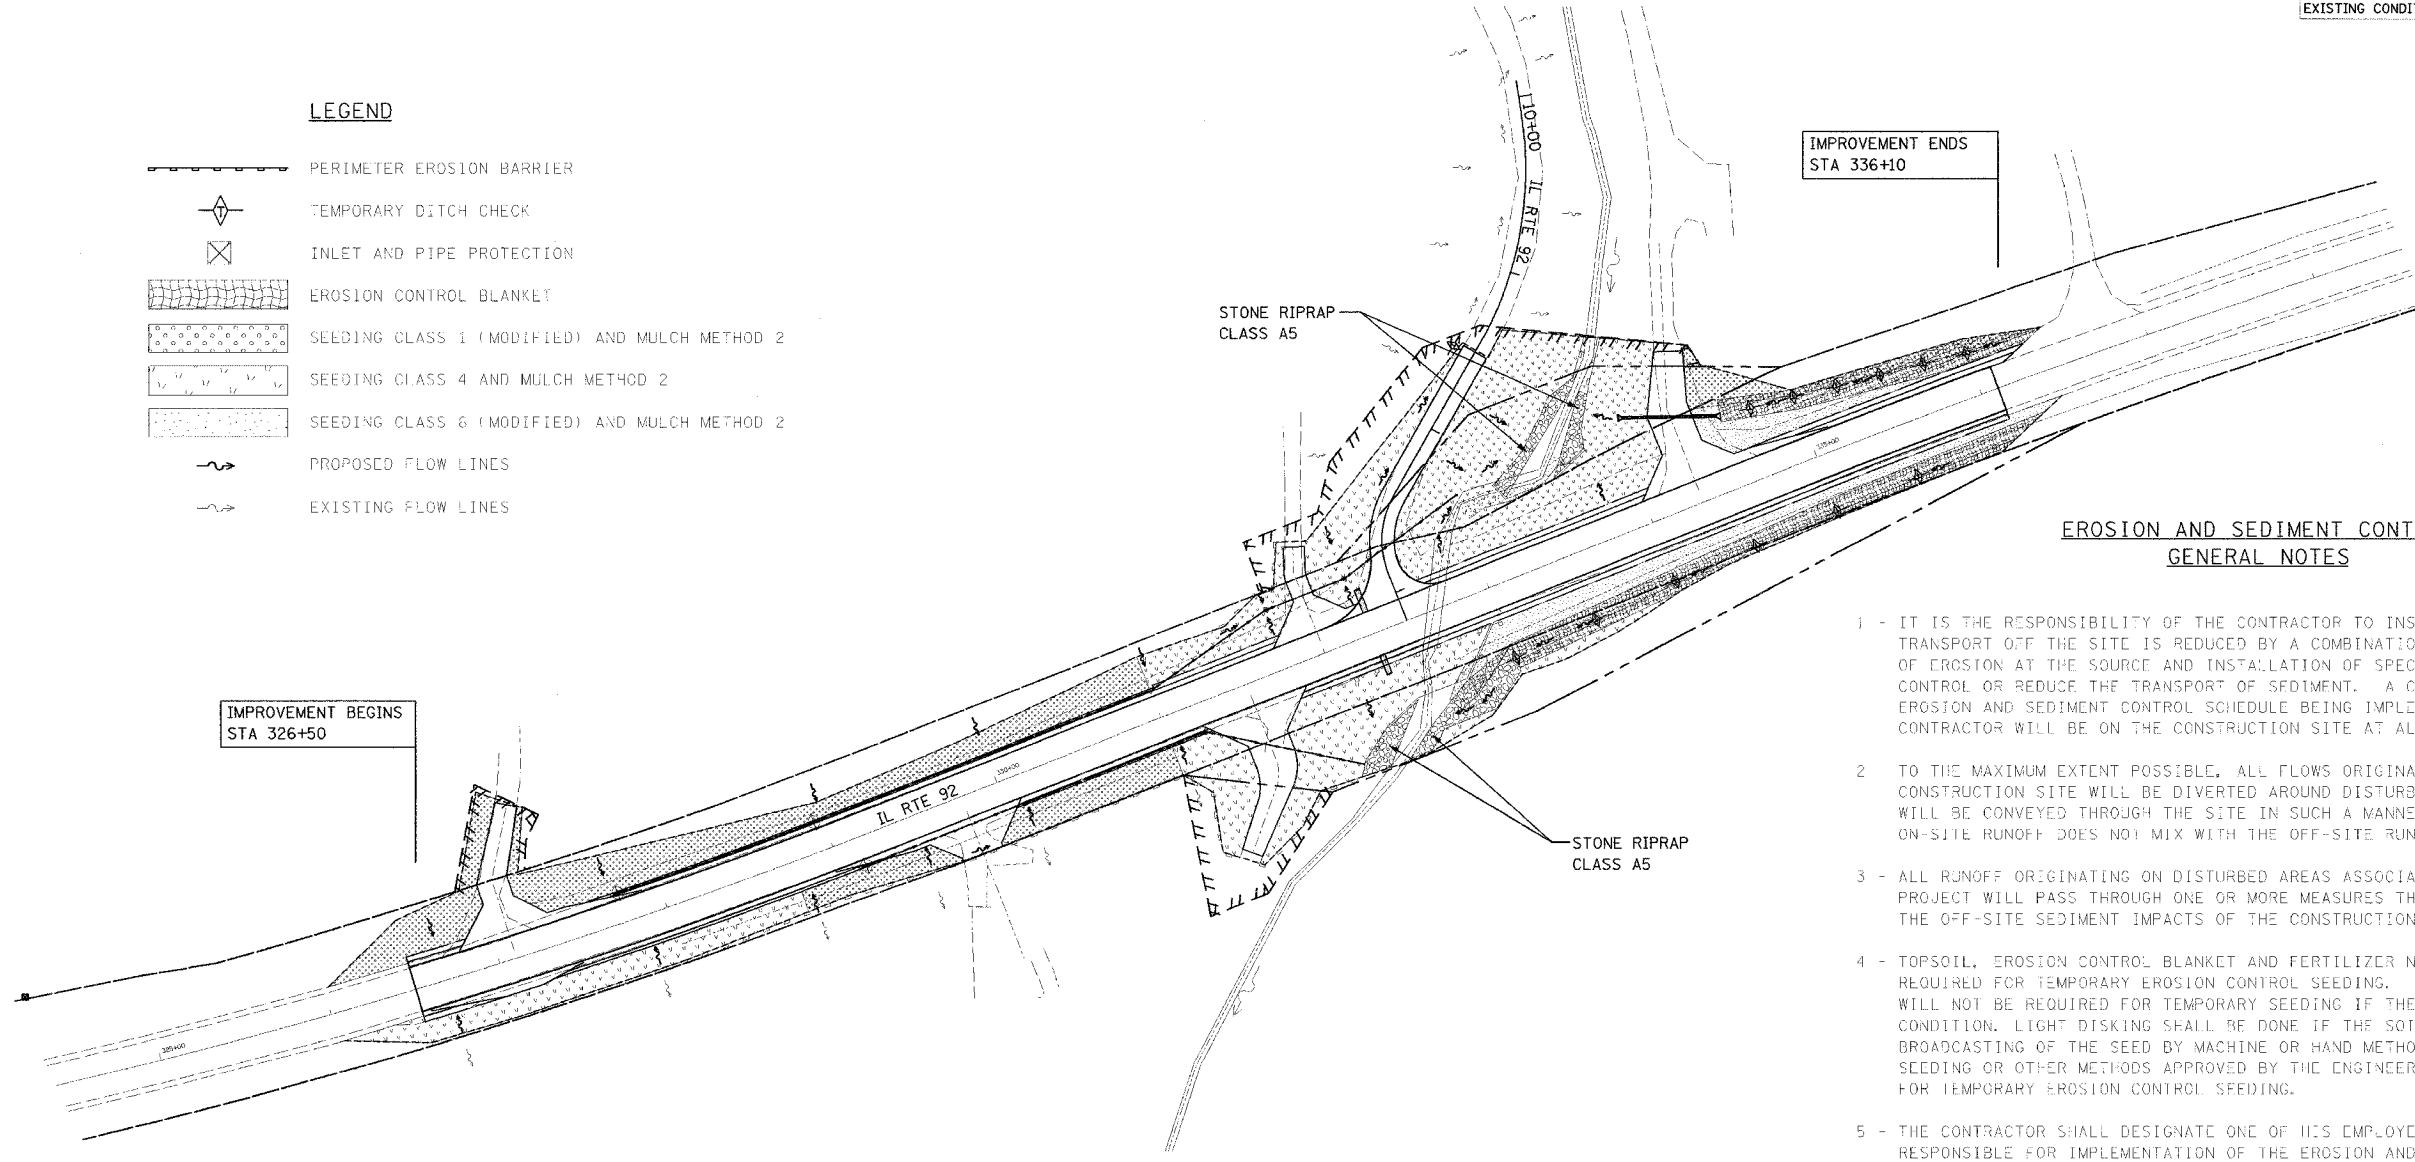 EXISTING CONDI
LEGEND
PERIMETER EROSION BARRIER
T
TEMPORARY DITCH CHECK
INLET AND PIPE PROTECTION
EROSION CONTROL BLANKET
SEEDING CLASS 1 (MODIFIED) AND MULCH METHOD 2
SEEDING CLASS 4 AND MULCH METHOD 2
SEEDING CLASS 6 (MODIFIED) AND MULCH METHOD 2
PROPOSED FLOW LINES
EXISTING FLOW LINES
10+00 IL RTE 92
IMPROVEMENT ENDS
STA 336+10
STONE RIPRAP
CLASS A5
335+00
IMPROVEMENT BEGINS
STA 326+50
330+00
IL RTE 92
325+00
STONE RIPRAP
CLASS A5
EROSION AND SEDIMENT CONT
GENERAL NOTES
1 - IT IS THE RESPONSIBILITY OF THE CONTRACTOR TO INS
TRANSPORT OFF THE SITE IS REDUCED BY A COMBINATIO
OF EROSION AT THE SOURCE AND INSTALLATION OF SPEC
CONTROL OR REDUCE THE TRANSPORT OF SEDIMENT. A C
EROSION AND SEDIMENT CONTROL SCHEDULE BEING IMPLE
CONTRACTOR WILL BE ON THE CONSTRUCTION SITE AT AL
2 TO THE MAXIMUM EXTENT POSSIBLE, ALL FLOWS ORIGINA
CONSTRUCTION SITE WILL BE DIVERTED AROUND DISTURB
WILL BE CONVEYED THROUGH THE SITE IN SUCH A MANNE
ON-SITE RUNOFF DOES NOT MIX WITH THE OFF-SITE RUN
3 - ALL RUNOFF ORIGINATING ON DISTURBED AREAS ASSOCIA
PROJECT WILL PASS THROUGH ONE OR MORE MEASURES TH
THE OFF-SITE SEDIMENT IMPACTS OF THE CONSTRUCTION
4 - TOPSOIL, EROSION CONTROL BLANKET AND FERTILIZER N
REQUIRED FOR TEMPORARY EROSION CONTROL SEEDING.
WILL NOT BE REQUIRED FOR TEMPORARY SEEDING IF THE
CONDITION. LIGHT DISKING SHALL BE DONE IF THE SOI
BROADCASTING OF THE SEED BY MACHINE OR HAND METHO
SEEDING OR OTHER METHODS APPROVED BY THE ENGINEER
FOR TEMPORARY EROSION CONTROL SEEDING.
5 - THE CONTRACTOR SHALL DESIGNATE ONE OF HIS EMPLOYE
RESPONSIBLE FOR IMPLEMENTATION OF THE EROSION AND